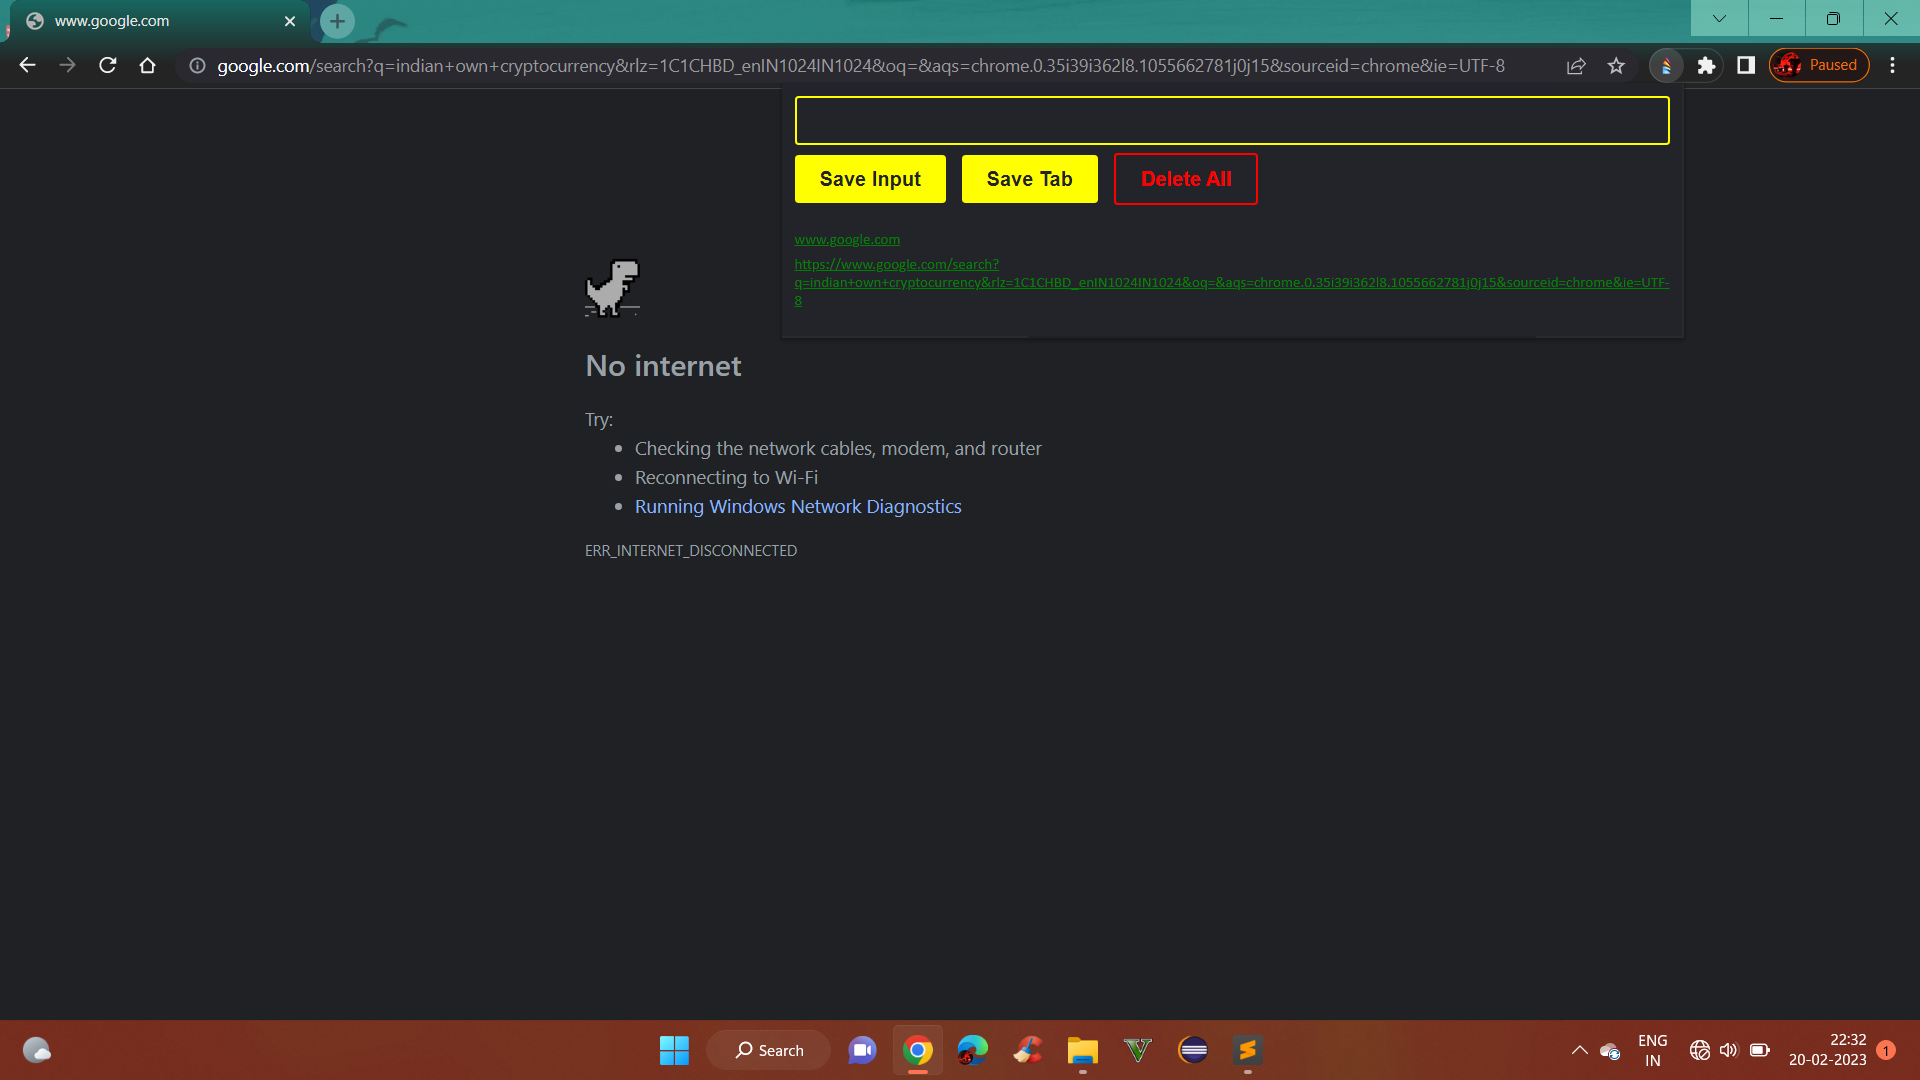 www.google.com
google.com/search?q=indian+own+cryptocurrency&rlz=1C1CHBD_enIN1024IN1024&oq=&aqs=chrome.0.35i39i362l8.1055662781j0j15&sourceid=chrome&ie=UTF-8
Paused
Save Input
Save Tab
Delete All
www.google.com
https://www.google.com/search?
q=indian+own+cryptocurrency&rlz=1C1CHBD_enIN1024IN1024&oq=&aqs=chrome.0.35i39i362l8.1055662781j0j15&sourceid=chrome&ie=UTF-
8
No internet
Try:
Checking the network cables, modem, and router
Reconnecting to Wi-Fi
Running Windows Network Diagnostics
ERR_INTERNET_DISCONNECTED
Search
ENG
IN
22:32
20-02-2023
1